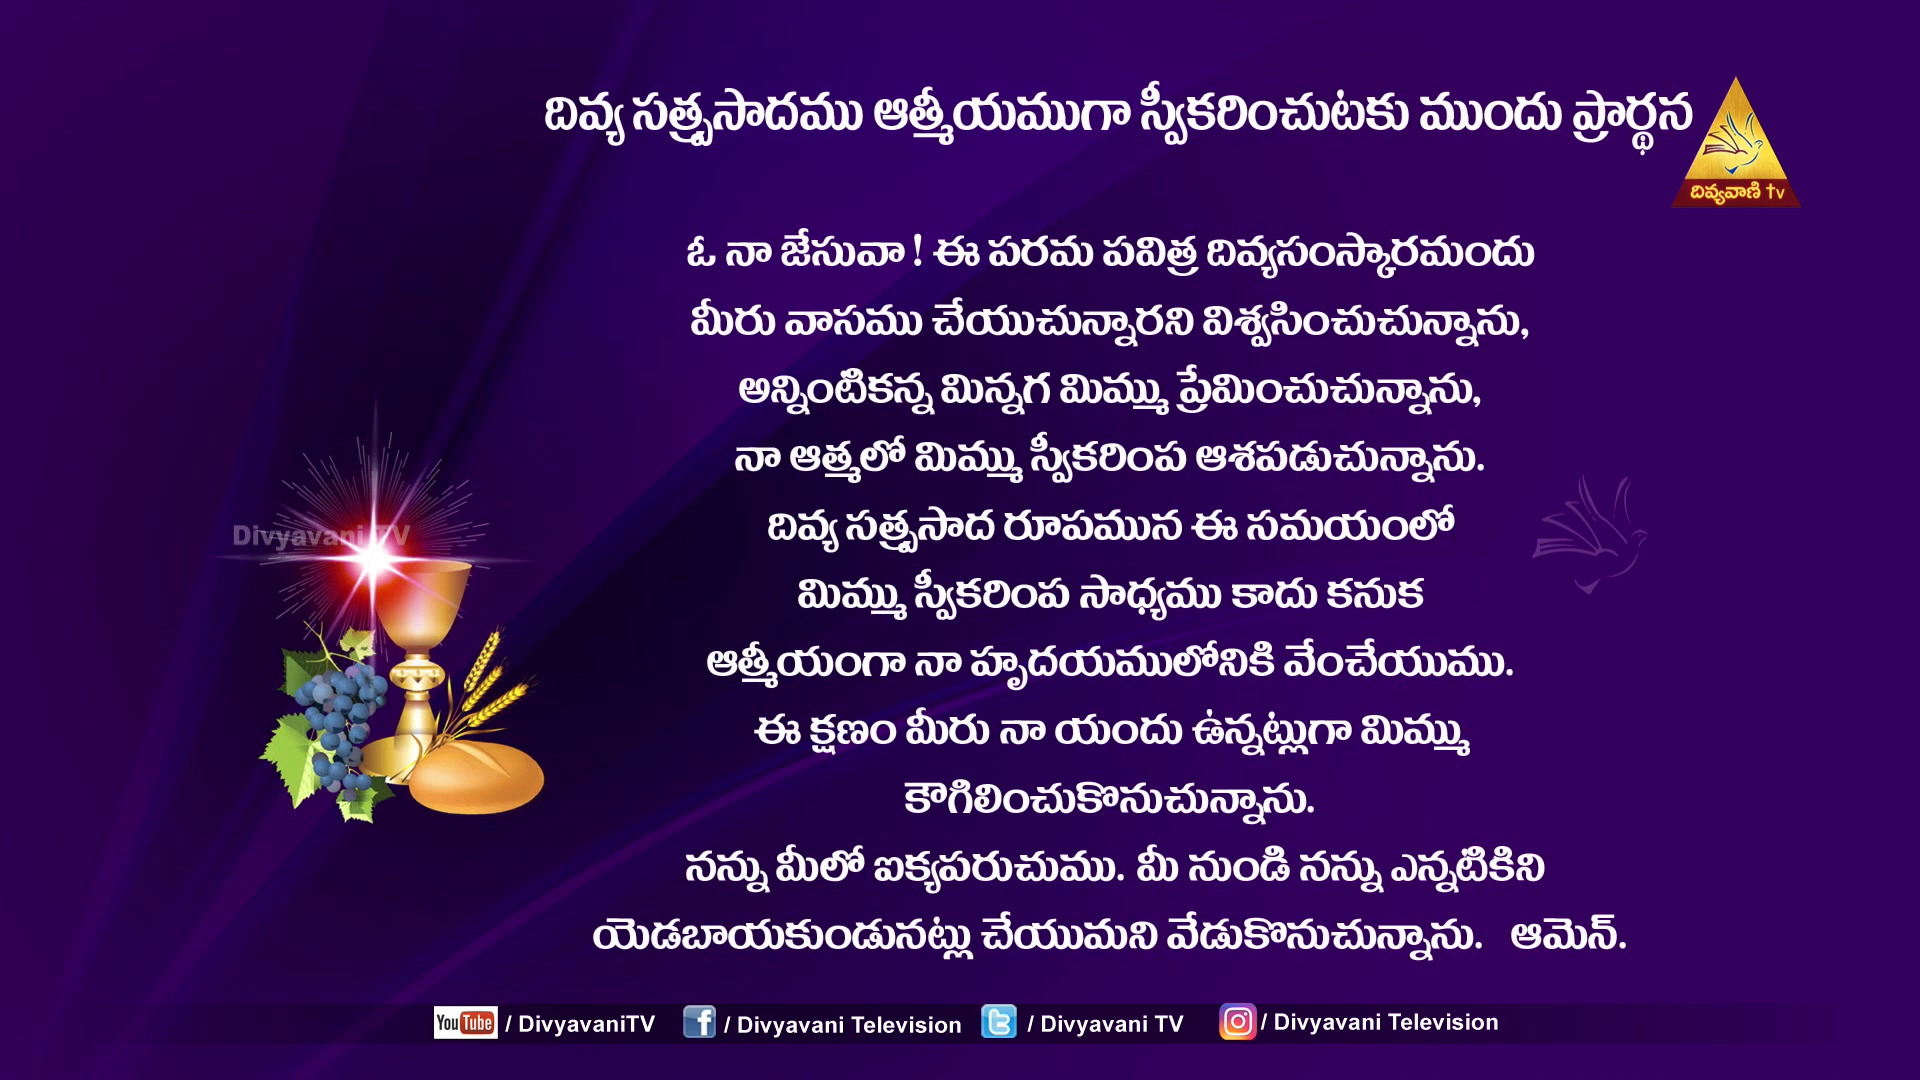 దివ్య సత్ప్రసాదము ఆత్మీయముగా స్వీకరించుటకు ముందు ప్రార్థన
దివ్యవాణి tv
ఓ నా జేసువా ! ఈ పరమ పవిత్ర దివ్యసంస్కారమందు
మీరు వాసము చేయుచున్నారని విశ్వసించుచున్నాను,
అన్నింటికన్న మిన్నగ మిమ్ము ప్రేమించుచున్నాను,
నా ఆత్మలో మిమ్ము స్వీకరింప ఆశపడుచున్నాను.
దివ్య సత్ప్రసాద రూపమున ఈ సమయంలో
Divyavani TV
మిమ్ము స్వీకరింప సాధ్యము కాదు కనుక
ఆత్మీయంగా నా హృదయములోనికి వేంచేయుము.
ఈ క్షణం మీరు నా యందు ఉన్నట్లుగా మిమ్ము
కౌగిలించుకొనుచున్నాను.
నన్ను మీలో ఐక్యపరుచుము. మీ నుండి నన్ను ఎన్నటికిని
యెడబాయకుండునట్లు చేయుమని వేడుకొనుచున్నాను. ఆమెన్.
YouTube / DivyavaniTV f / Divyavani Television / Divyavani TV / Divyavani Television